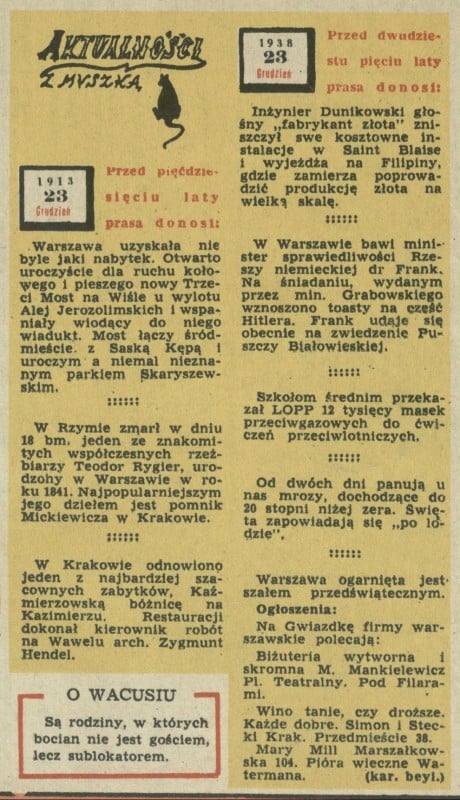 AKTUALNOŚCI
Z MYSZKĄ
1913
23
Grudzień
Przed pięćdzie-
sięciu laty
prasa donosi:
Warszawa uzyskała nie
byle jaki nabytek. Otwarto
uroczyście dla ruchu koło-
wego i pieszego nowy Trze-
ci Most na Wiśle u wylotu
Alej Jerozolimskich i wspa-
niały wiodący do niego
wiadukt. Most łączy śród-
mieście z Saską Kępą i
uroczym a niemal niezna-
nym parkiem Skaryszew-
skim.
::::::
W Rzymie zmarł w dniu
18 bm. jeden ze znakomi-
tych współczesnych rzeź-
biarzy Teodor Rygier, uro-
dzony w Warszawie w ro-
ku 1841. Najpopularniejszym
jego dziełem jest pomnik
Mickiewicza w Krakowie.
::::::
W Krakowie odnowiono
jeden z najbardziej sza-
cownych zabytków, Kaź-
mierzowską bóżnicę na
Kazimierzu. Restauracji
dokonał kierownik robót
na Wawelu arch. Zygmunt
Hendel.
O WACUSIU
Są rodziny, w których
bocian nie jest gościem,
lecz sublokatorem.
1938
23
Grudzień
Przed dwudzie-
stu pięciu laty
prasa donosi:
Inżynier Dunikowski gło-
śny „fabrykant złota” zni-
szczył swe kosztowne in-
stalacje w Saint Blaise
i wyjeżdża na Filipiny,
gdzie zamierza poprowa-
dzić produkcję złota na
wielką skalę.
::::::
W Warszawie bawi mini-
ster sprawiedliwości Rze-
szy niemieckiej dr Frank.
Na śniadaniu, wydanym
przez min. Grabowskiego
wznoszono toasty na cześć
Hitlera. Frank udaje się
obecnie na zwiedzenie Pu-
szczy Białowieskiej.
::::::
Szkołom średnim przeka-
zał LOPP 12 tysięcy masek
przeciwgazowych do ćwi-
czeń przeciwlotniczych.
::::::
Od dwóch dni panują u
nas mrozy, dochodzące do
20 stopni niżej zera. Świę-
ta zapowiadają się „po lo-
dzie”.
::::::
Warszawa ogarnięta jest
szałem przedświątecznym.
Ogłoszenia:
Na Gwiazdkę firmy war-
szawskie polecają:
Biżuteria wytworna i
skromna M. Mankielewicz
Pl. Teatralny. Pod Filara-
mi.
Wino tanie, czy droższe.
Każde dobre. Simon i Stec-
ki Krak. Przedmieście 38.
Mary Mill Marszałkow-
ska 104. Pióra wieczne Wa-
termana. (kar. beyl.)